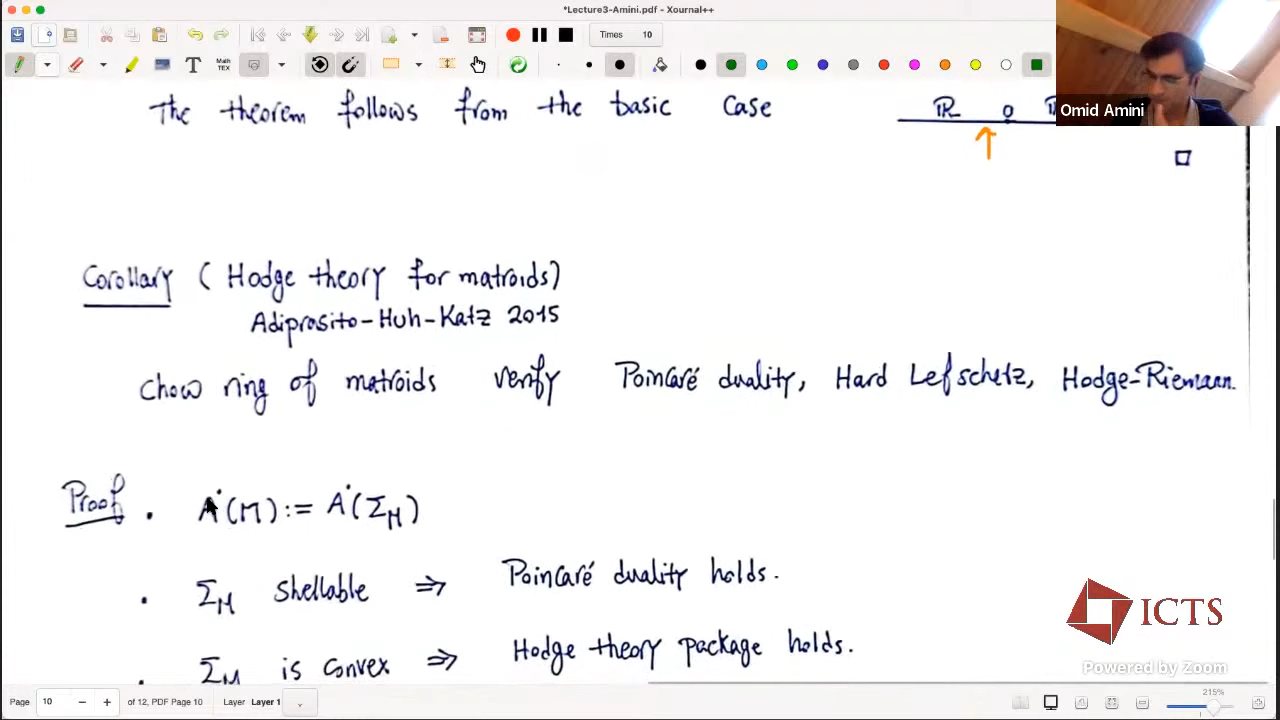 *Lecture3-Amini.pdf - Xournal++
Times 10
Math
TEX
Omid Amini
The theorem follows from the basic case
ℝ 0
Corollary ( Hodge theory for matroids)
Adiprasito-Huh-Katz 2015
chow ring of matroids verify Poincaré duality, Hard Lefschetz, Hodge-Riemann.
Proof . A˙(M) := A˙(Σ_M)
. Σ_M shellable ⇒ Poincaré duality holds.
. Σ_M is convex ⇒ Hodge theory package holds.
ICTS
Powered by Zoom
Page 10 of 12, PDF Page 10 Layer Layer 1 215%